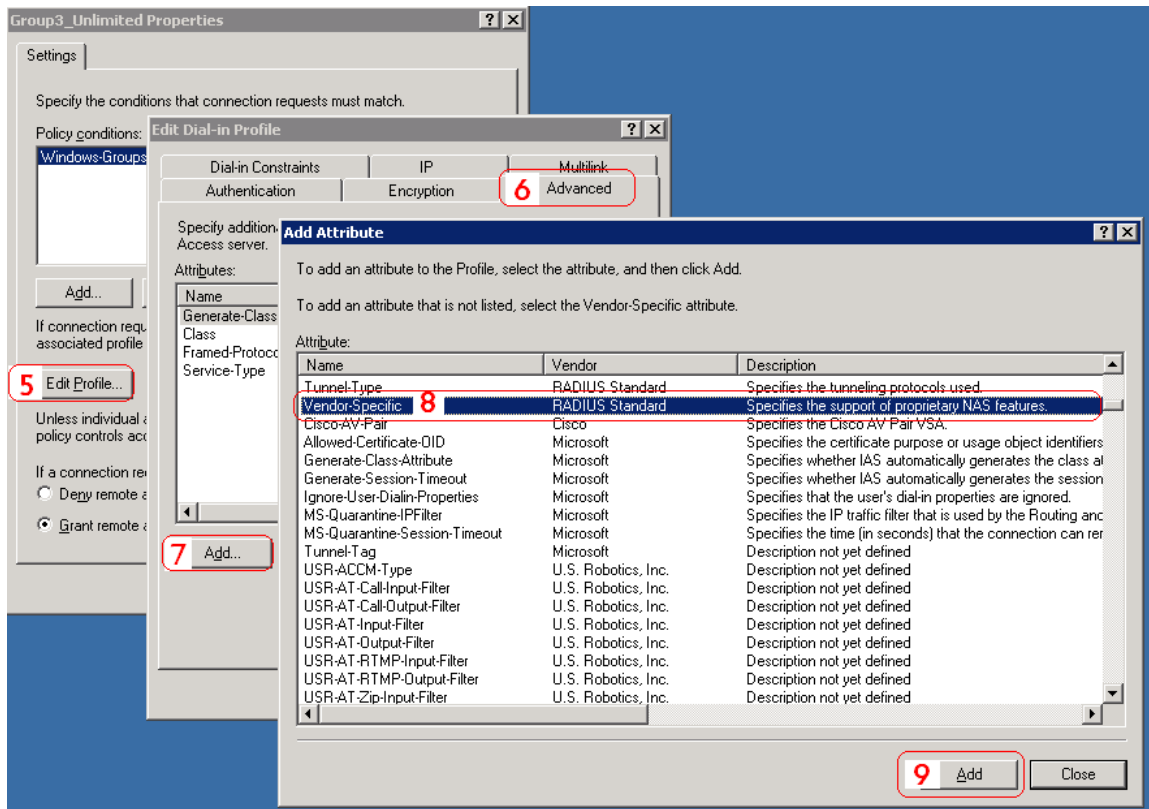 Group3_Unlimited Properties
Settings
Specify the conditions that connection requests must match.
Policy conditions:
Windows-Groups
Add...
If connection requ
associated profile
5 Edit Profile...
Unless individual a
policy controls acc
If a connection re
Deny remote a
Grant remote a
Edit Dial-in Profile
Dial-in Constraints IP Multilink
Authentication Encryption 6 Advanced
Specify addition
Access server.
Attributes:
Name
Generate-Class
Class
Framed-Protoco
Service-Type
7 Add...
Add Attribute
To add an attribute to the Profile, select the attribute, and then click Add.
To add an attribute that is not listed, select the Vendor-Specific attribute.
Attribute:
Name Vendor Description
Tunnel-Type RADIUS Standard Specifies the tunneling protocols used.
Vendor-Specific 8 RADIUS Standard Specifies the support of proprietary NAS features.
Cisco-AV-Pair Cisco Specifies the Cisco AV Pair VSA.
Allowed-Certificate-OID Microsoft Specifies the certificate purpose or usage object identifiers
Generate-Class-Attribute Microsoft Specifies whether IAS automatically generates the class at
Generate-Session-Timeout Microsoft Specifies whether IAS automatically generates the session
Ignore-User-Dialin-Properties Microsoft Specifies that the user's dial-in properties are ignored.
MS-Quarantine-IPFilter Microsoft Specifies the IP traffic filter that is used by the Routing anc
MS-Quarantine-Session-Timeout Microsoft Specifies the time (in seconds) that the connection can rer
Tunnel-Tag Microsoft Description not yet defined
USR-ACCM-Type U.S. Robotics, Inc. Description not yet defined
USR-AT-Call-Input-Filter U.S. Robotics, Inc. Description not yet defined
USR-AT-Call-Output-Filter U.S. Robotics, Inc. Description not yet defined
USR-AT-Input-Filter U.S. Robotics, Inc. Description not yet defined
USR-AT-Output-Filter U.S. Robotics, Inc. Description not yet defined
USR-AT-RTMP-Input-Filter U.S. Robotics, Inc. Description not yet defined
USR-AT-RTMP-Output-Filter U.S. Robotics, Inc. Description not yet defined
USR-AT-Zip-Input-Filter U.S. Robotics, Inc. Description not yet defined
9 Add Close